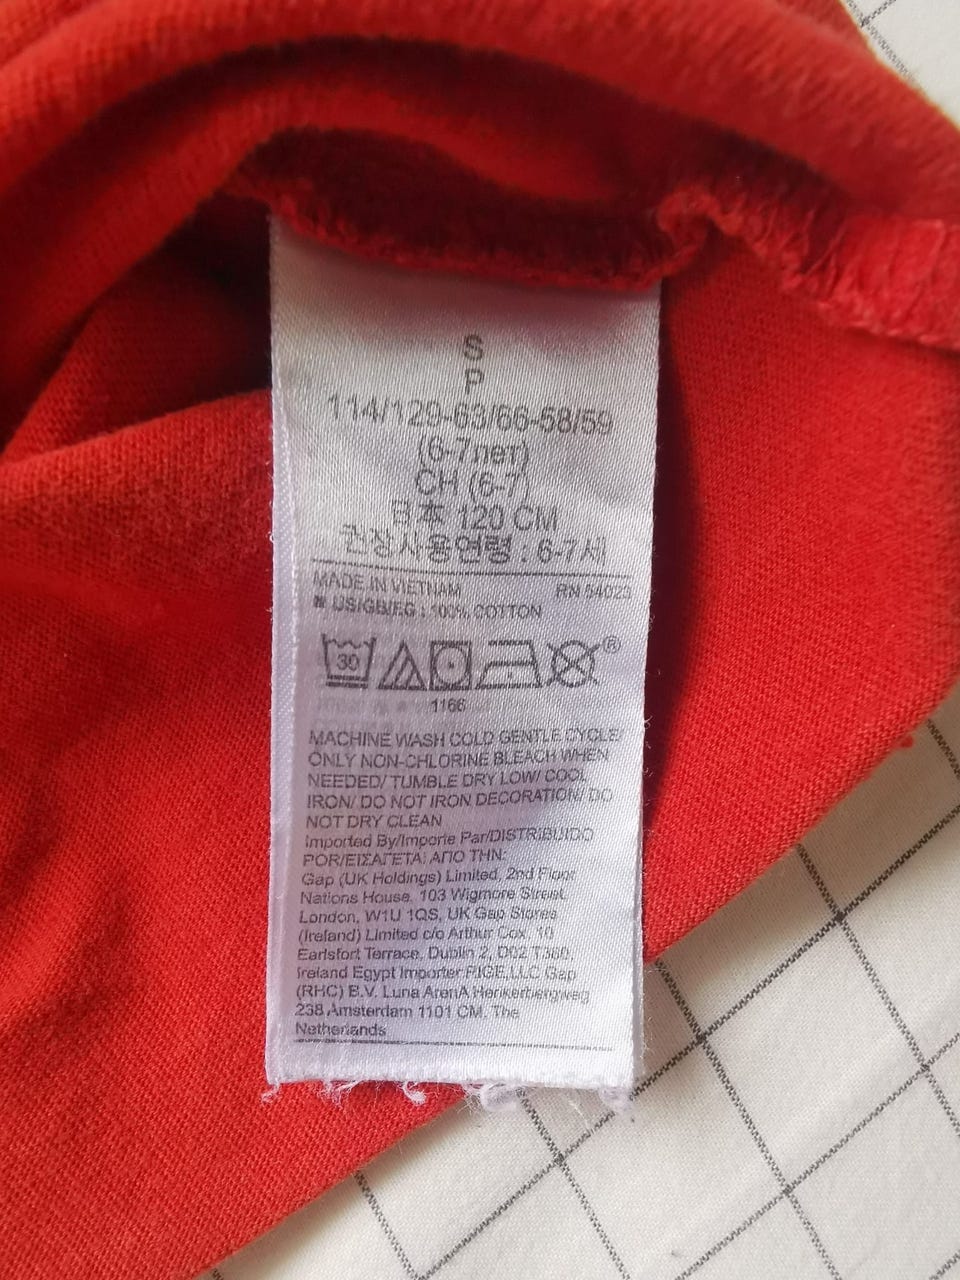 S
P
114/129-63/66-58/59
(6-7лет)
CH (6-7)
日本 120 CM
권장사용연령 : 6-7세
MADE IN VIETNAM RN 54023
US/GB/EG : 100% COTTON
30 ®
1166
MACHINE WASH COLD GENTLE CYCLE/
ONLY NON-CHLORINE BLEACH WHEN
NEEDED/ TUMBLE DRY LOW/ COOL
IRON/ DO NOT IRON DECORATION/ DO
NOT DRY CLEAN
Imported By/Importe Par/DISTRIBUIDO
POR/ΕΙΣΑΓΕΤΑΙ ΑΠΟ ΤΗΝ:
Gap (UK Holdings) Limited, 2nd Floor
Nations House, 103 Wigmore Street,
London, W1U 1QS, UK Gap Stores
(Ireland) Limited c/o Arthur Cox, 10
Earlsfort Terrace, Dublin 2, D02 T380,
Ireland Egypt Importer RIGE,LLC Gap
(RHC) B.V. Luna ArenA Herikerbergweg
238 Amsterdam 1101 CM, The
Netherlands